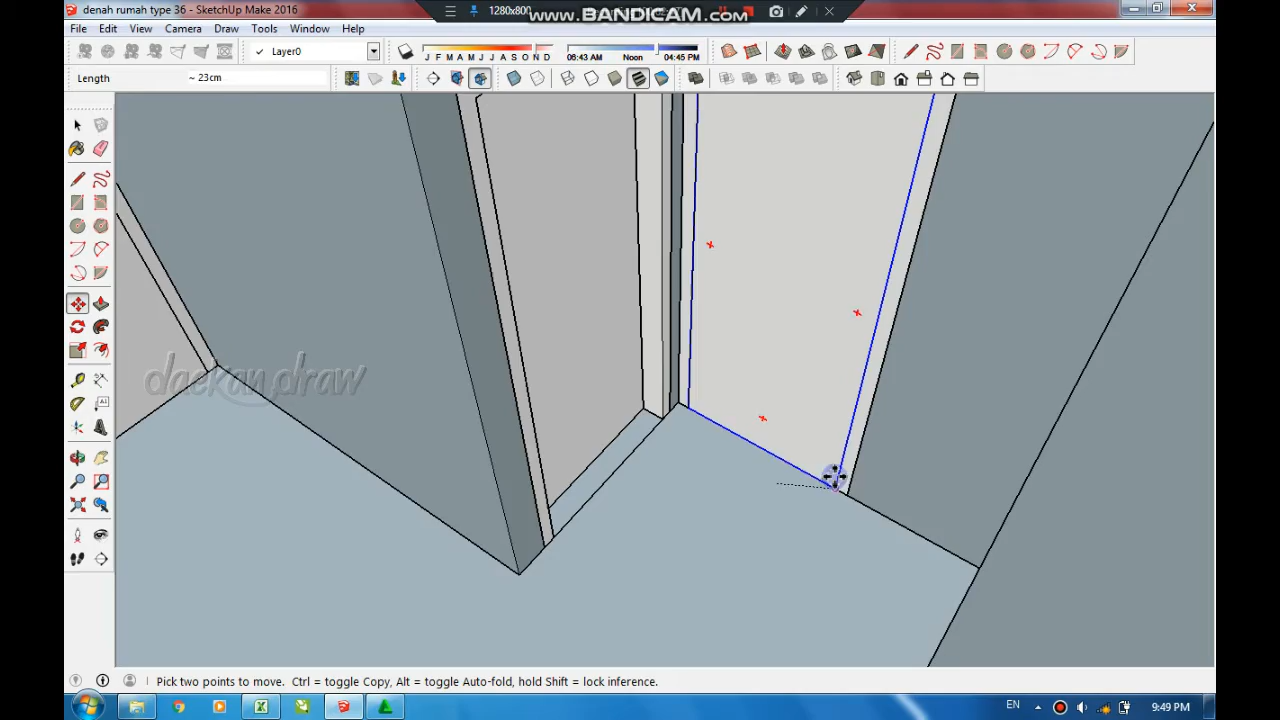 denah rumah type 36 - SketchUp Make 2016
1280x800
www.BANDICAM.com
File Edit View Camera Draw Tools Window Help
Layer0
J F M A M J J A S O N D
06:43 AM Noon 04:45 PM
Length ~ 23cm
daekan draw
Pick two points to move. Ctrl = toggle Copy, Alt = toggle Auto-fold, hold Shift = lock inference.
EN 9:49 PM